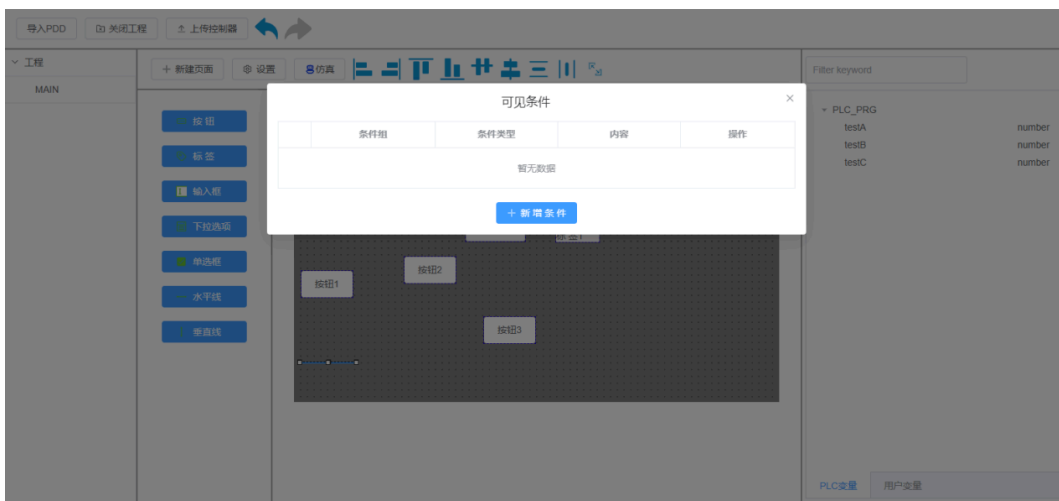 导入PDD 关闭工程 上传控制器
工程
MAIN
新建页面 设置 仿真
Filter keyword
可见条件
条件组 条件类型 内容 操作
暂无数据
新增条件
按钮
标签
输入框
下拉选项
单选框
水平线
垂直线
按钮1
按钮2
按钮3
PLC_PRG
testA number
testB number
testC number
PLC变量 用户变量